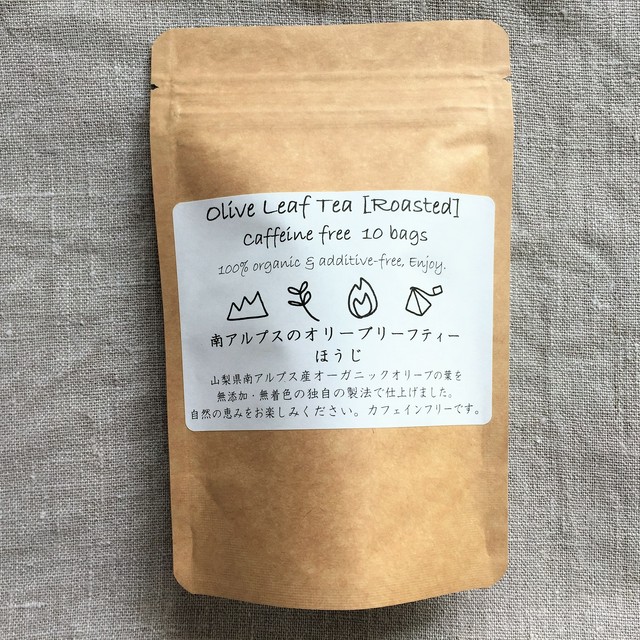 Olive Leaf Tea [Roasted]
Caffeine free 10 bags
100% organic & additive-free, Enjoy.
南アルプスのオリーブリーフティー
ほうじ
山梨県南アルプス産オーガニックオリーブの葉を
無添加・無着色の独自の製法で仕上げました。
自然の恵みをお楽しみください。カフェインフリーです。